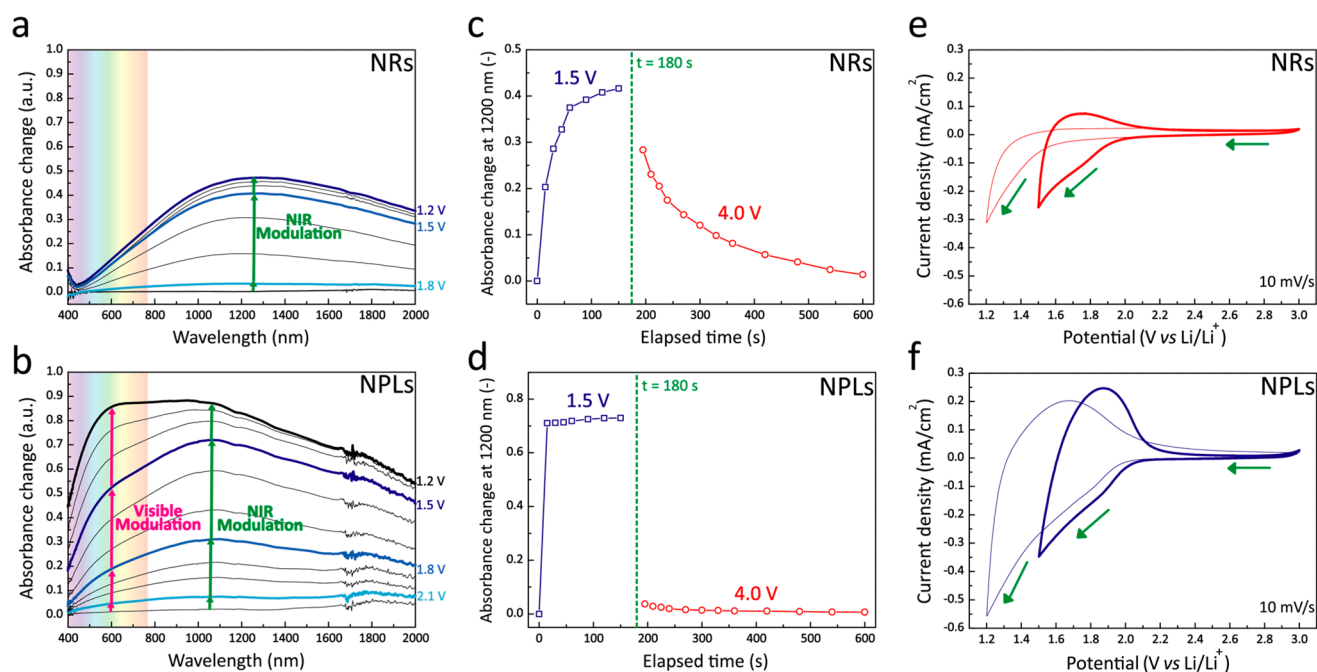 a
NRs
Absorbance change (a.u.)
1.0
0.9
0.8
0.7
0.6
0.5
0.4
0.3
0.2
0.1
0.0
NIR
Modulation
1.2 V
1.5 V
1.8 V
400 600 800 1000 1200 1400 1600 1800 2000
Wavelength (nm)
c
NRs
Absorbance change at 1200 nm (-)
0.5
0.4
0.3
0.2
0.1
0.0
1.5 V
t = 180 s
4.0 V
0 100 200 300 400 500 600
Elapsed time (s)
e
NRs
Current density (mA/cm²)
0.3
0.2
0.1
0.0
-0.1
-0.2
-0.3
-0.4
-0.5
-0.6
10 mV/s
1.2 1.4 1.6 1.8 2.0 2.2 2.4 2.6 2.8 3.0
Potential (V vs Li/Li⁺)
b
NPLs
Absorbance change (a.u.)
1.0
0.9
0.8
0.7
0.6
0.5
0.4
0.3
0.2
0.1
0.0
Visible
Modulation
NIR
Modulation
1.2 V
1.5 V
1.8 V
2.1 V
400 600 800 1000 1200 1400 1600 1800 2000
Wavelength (nm)
d
NPLs
Absorbance change at 1200 nm (-)
0.8
0.6
0.4
0.2
0.0
1.5 V
t = 180 s
4.0 V
0 100 200 300 400 500 600
Elapsed time (s)
f
NPLs
Current density (mA/cm²)
0.3
0.2
0.1
0.0
-0.1
-0.2
-0.3
-0.4
-0.5
-0.6
10 mV/s
1.2 1.4 1.6 1.8 2.0 2.2 2.4 2.6 2.8 3.0
Potential (V vs Li/Li⁺)